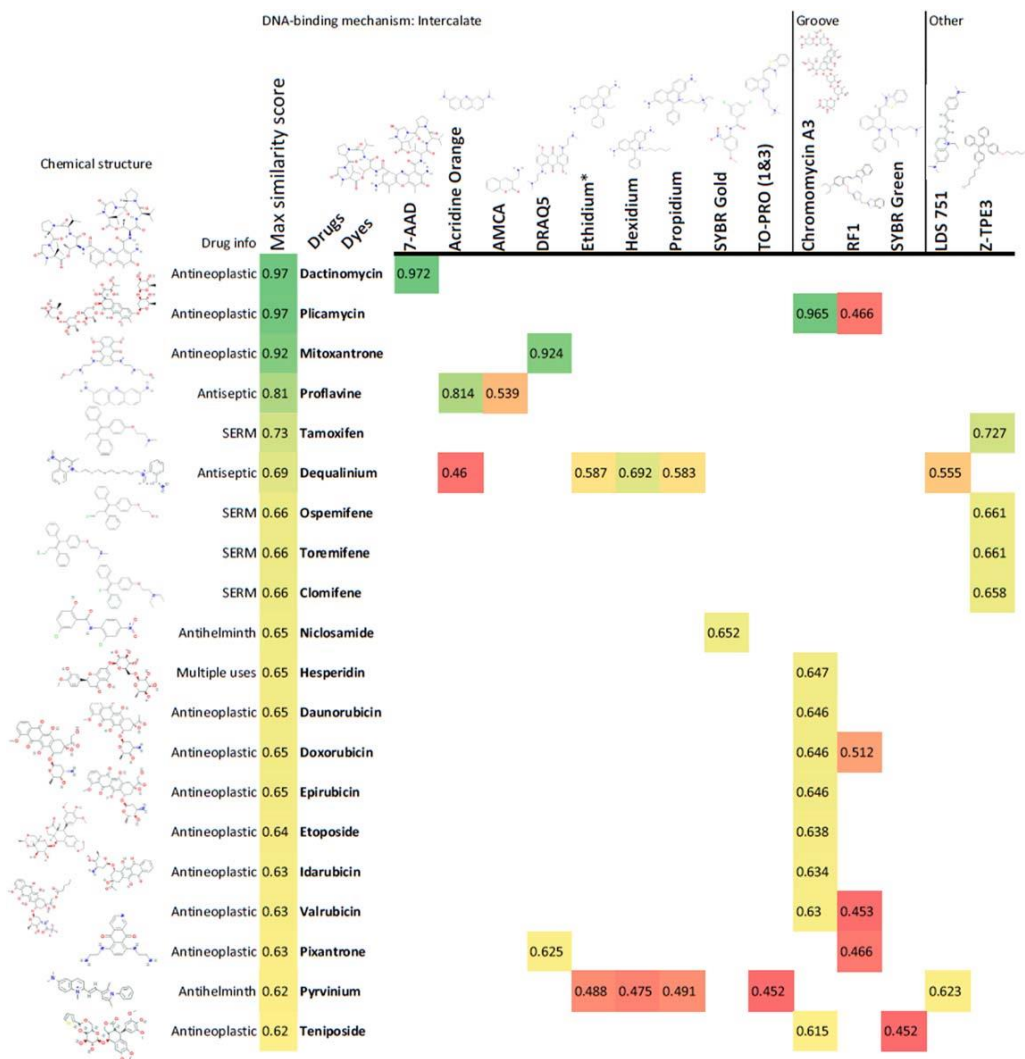 DNA-binding mechanism: Intercalate Groove Other
Chemical structure
Drug info Max similarity score Drugs Dyes 7-AAD Acridine Orange AMCA DRAQ5 Ethidium* Hexidium Propidium SYBR Gold TO-PRO (1&3) Chromomycin A3 RF1 SYBR Green LDS 751 Z-TPE3
Antineoplastic 0.97 Dactinomycin 0.972
Antineoplastic 0.97 Plicamycin 0.965 0.466
Antineoplastic 0.92 Mitoxantrone 0.924
Antiseptic 0.81 Proflavine 0.814 0.539
SERM 0.73 Tamoxifen 0.727
Antiseptic 0.69 Dequalinium 0.46 0.587 0.692 0.583 0.555
SERM 0.66 Ospemifene 0.661
SERM 0.66 Toremifene 0.661
SERM 0.66 Clomifene 0.658
Antihelminth 0.65 Niclosamide 0.652
Multiple uses 0.65 Hesperidin 0.647
Antineoplastic 0.65 Daunorubicin 0.646
Antineoplastic 0.65 Doxorubicin 0.646 0.512
Antineoplastic 0.65 Epirubicin 0.646
Antineoplastic 0.64 Etoposide 0.638
Antineoplastic 0.63 Idarubicin 0.634
Antineoplastic 0.63 Valrubicin 0.63 0.453
Antineoplastic 0.63 Pixantrone 0.625 0.466
Antihelminth 0.62 Pyrvinium 0.488 0.475 0.491 0.452 0.623
Antineoplastic 0.62 Teniposide 0.615 0.452